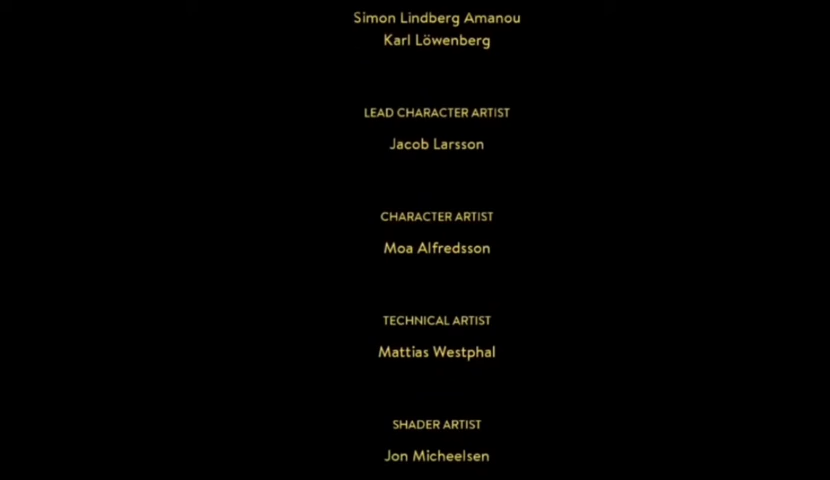 Simon Lindberg Amanou
Karl Löwenberg
LEAD CHARACTER ARTIST
Jacob Larsson
CHARACTER ARTIST
Moa Alfredsson
TECHNICAL ARTIST
Mattias Westphal
SHADER ARTIST
Jon Micheelsen